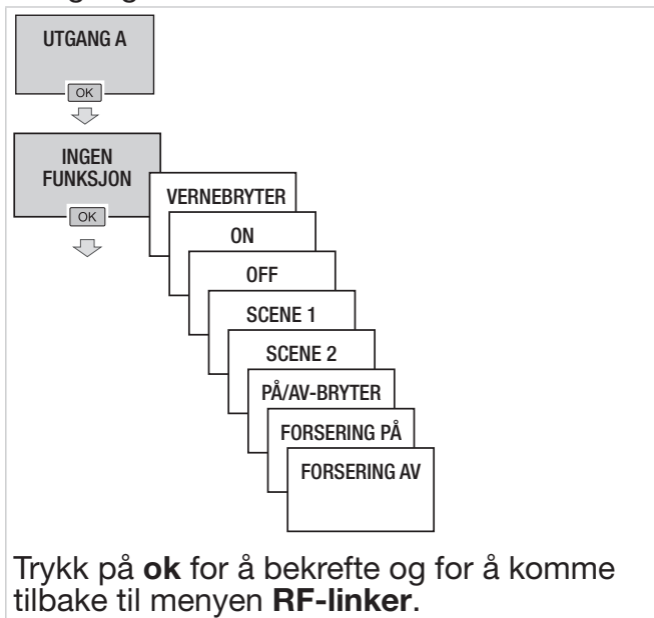 UTGANG A
OK
INGEN
FUNKSJON
OK
VERNEBRYTER
ON
OFF
SCENE 1
SCENE 2
PÅ/AV-BRYTER
FORSERING PÅ
FORSERING AV
Trykk på ok for å bekrefte og for å komme
tilbake til menyen RF-linker.